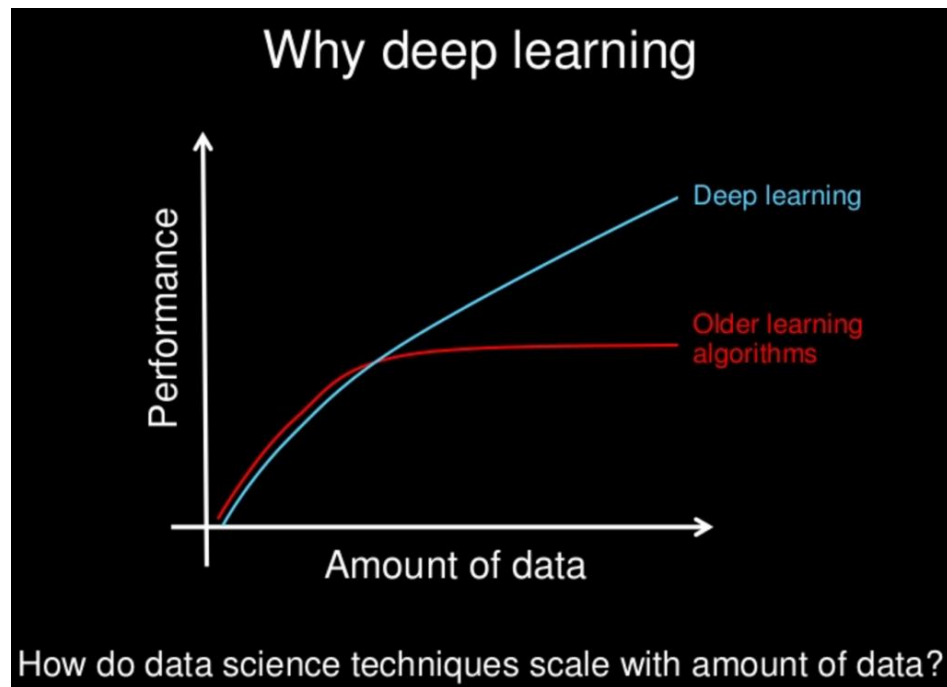 Why deep learning
Deep learning
Older learning
algorithms
Performance
Amount of data
How do data science techniques scale with amount of data?